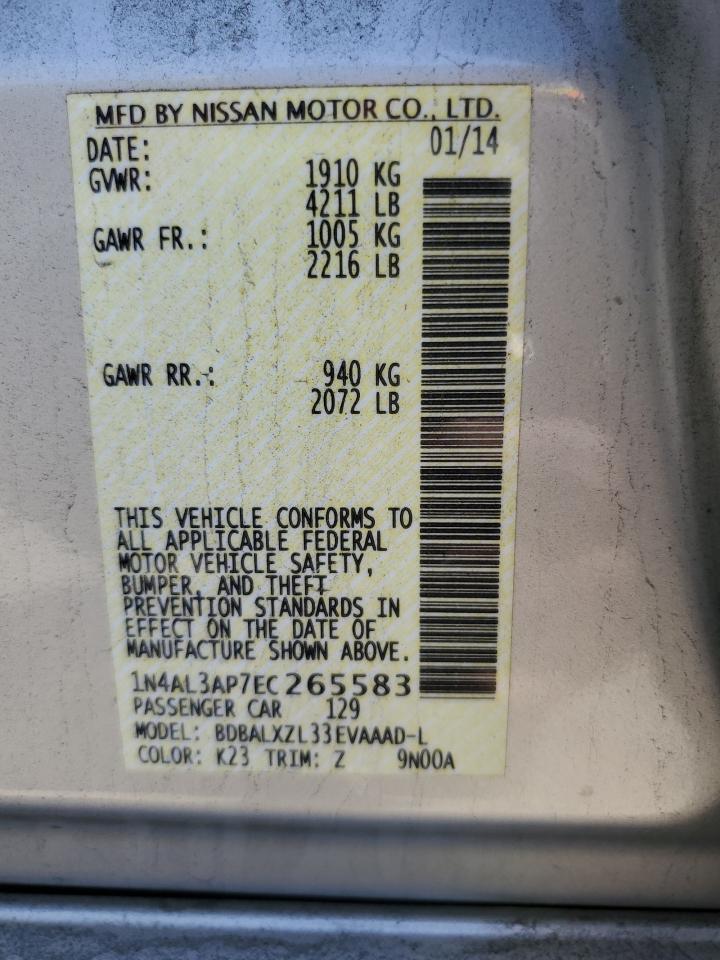 MFD BY NISSAN MOTOR CO., LTD.
DATE: 01/14
GVWR: 1910 KG
4211 LB
GAWR FR.: 1005 KG
2216 LB
GAWR RR.: 940 KG
2072 LB
THIS VEHICLE CONFORMS TO
ALL APPLICABLE FEDERAL
MOTOR VEHICLE SAFETY,
BUMPER, AND THEFT
PREVENTION STANDARDS IN
EFFECT ON THE DATE OF
MANUFACTURE SHOWN ABOVE.
1N4AL3AP7EC265583
PASSENGER CAR 129
MODEL: BDBALXZL33EVAAAD-L
COLOR: K23 TRIM: Z 9N00A